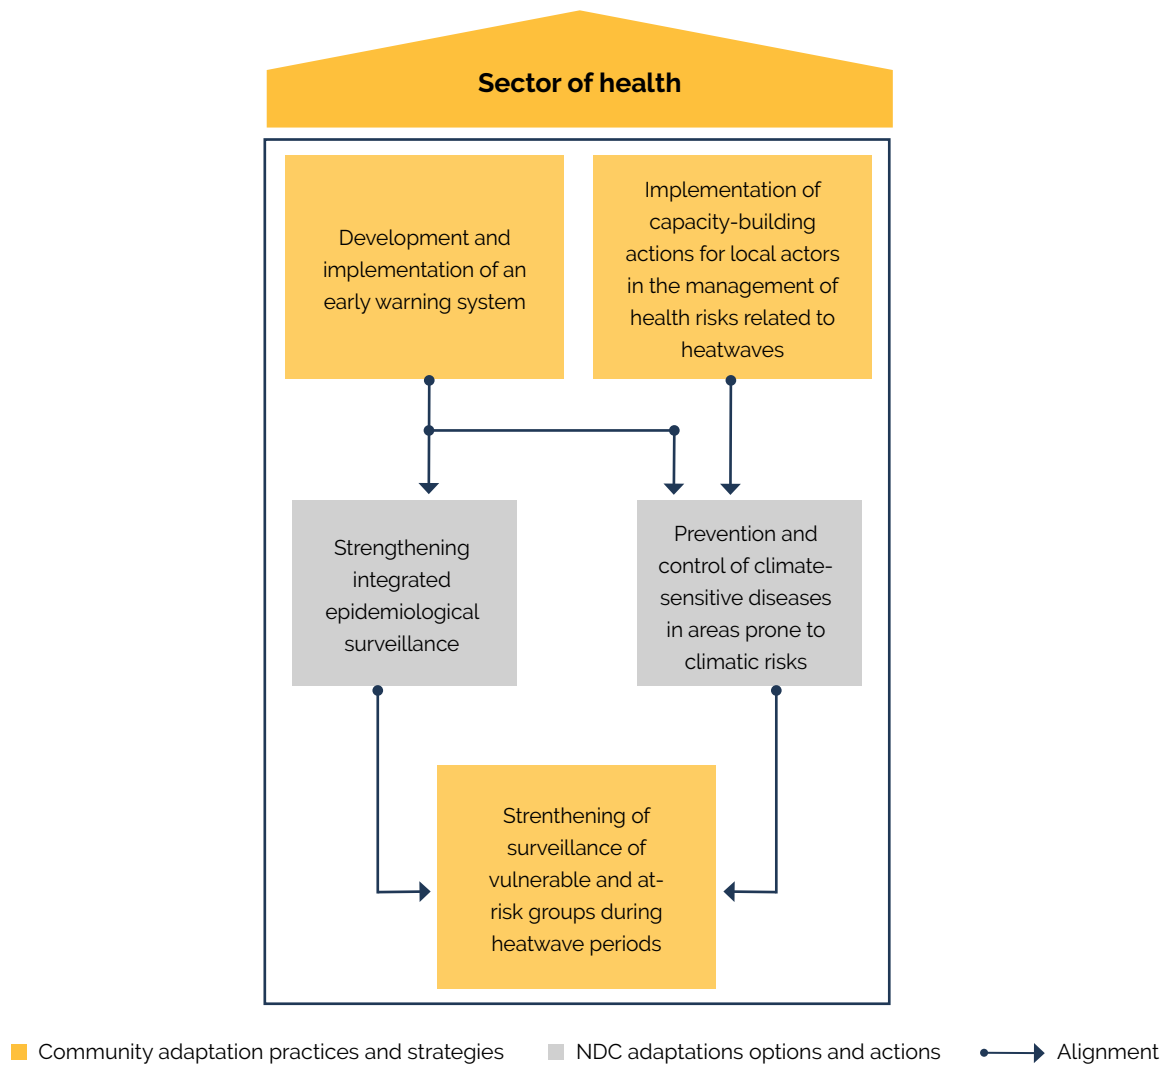 Sector of health
Development and
implementation of an
early warning system
Implementation of
capacity-building
actions for local actors
in the management of
health risks related to
heatwaves
Strengthening
integrated
epidemiological
surveillance
Prevention and
control of climate-
sensitive diseases
in areas prone to
climatic risks
Strenthening of
surveillance of
vulnerable and at-
risk groups during
heatwave periods
Community adaptation practices and strategies
NDC adaptations options and actions
Alignment